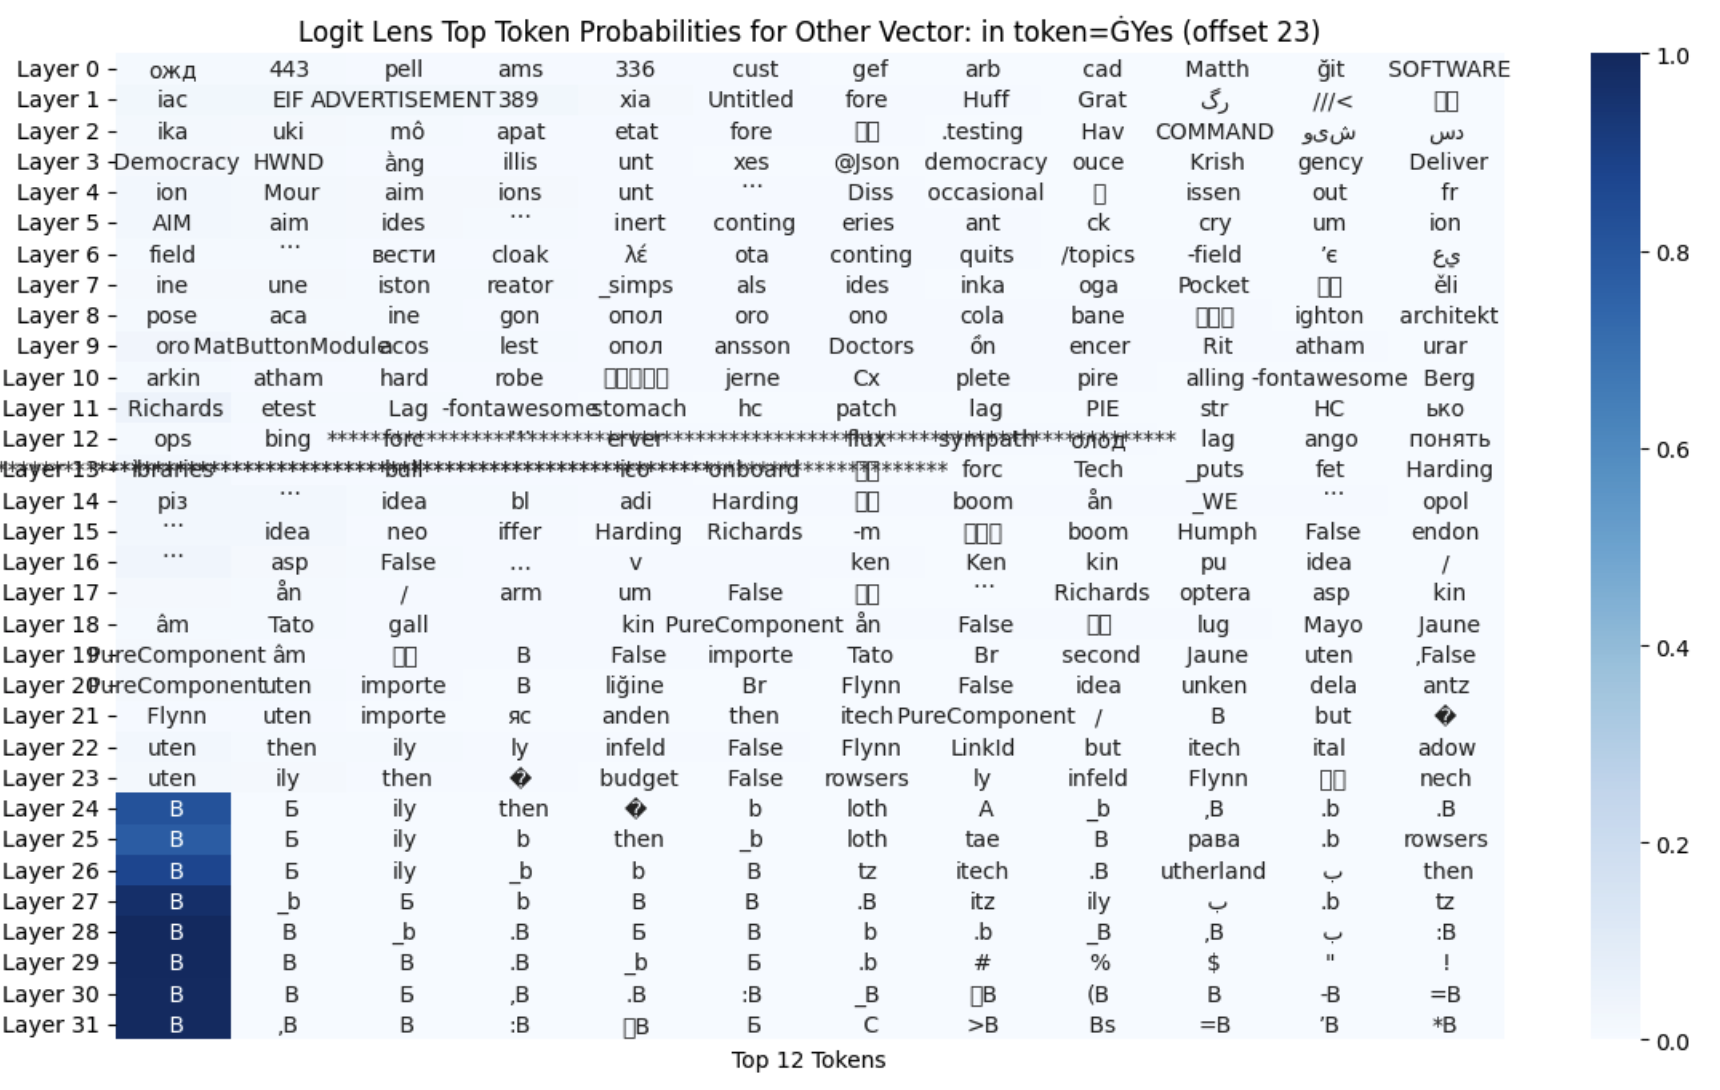 Logit Lens Top Token Probabilities for Other Vector: in token=ĠYes (offset 23)
Layer 0 ожд 443 pell ams 336 cust gef arb cad Matth ğit SOFTWARE
Layer 1 iac EIF ADVERTISEMENT 389 xia Untitled fore Huff Grat رگ ///<
Layer 2 ika uki mô apat etat fore .testing Hav COMMAND شیو دس
Layer 3 Democracy HWND àng illis unt xes @Json democracy ouce Krish gency Deliver
Layer 4 ion Mour aim ions unt ... Diss occasional issen out fr
Layer 5 AIM aim ides ... inert conting eries ant ck cry um ion
Layer 6 field ... вести cloak λέ ota conting quits /topics -field ’є يع
Layer 7 ine une iston reator _simps als ides inka oga Pocket ěli
Layer 8 pose aca ine gon опол oro ono cola bane ighton architekt
Layer 9 oro MatButtonModule acos lest опол ansson Doctors ồn encer Rit atham urar
Layer 10 arkin atham hard robe jerne Cx plete pire alling -fontawesome Berg
Layer 11 Richards etest Lag -fontawesome stomach hc patch lag PIE str HC ько
Layer 12 ops bing forc erver flux sympath олод lag ango понять
Layer 13 ibraries bull ico onboard forc Tech _puts fet Harding
Layer 14 різ ... idea bl adi Harding boom ån _WE ... opol
Layer 15 ... idea neo iffer Harding Richards -m boom Humph False endon
Layer 16 ... asp False ... v ken Ken kin pu idea /
Layer 17 ån / arm um False ... Richards optera asp kin
Layer 18 âm Tato gall kin PureComponent ån False lug Mayo Jaune
Layer 19 PureComponent âm B False importe Tato Br second Jaune uten ,False
Layer 20 PureComponent uten importe B liğine Br Flynn False idea unken dela antz
Layer 21 Flynn uten importe яс anden then itech PureComponent / B but �
Layer 22 uten then ily ly infeld False Flynn LinkId but itech ital adow
Layer 23 uten ily then � budget False rowsers ly infeld Flynn nech
Layer 24 B Б ily then � b loth A _b ,B .b .B
Layer 25 B Б ily b then _b loth tae B рава .b rowsers
Layer 26 B Б ily _b b B tz itech .B utherland ب then
Layer 27 B _b Б b B B .B itz ily ب .b tz
Layer 28 B B _b .B Б B b .b _B ,B ب :B
Layer 29 B B B .B _b Б .b # % $ " !
Layer 30 B B Б ,B .B :B _B B (B B -B =B
Layer 31 B ,B B :B B Б C >B Bs =B ’B *B
Top 12 Tokens
1.0
0.8
0.6
0.4
0.2
0.0